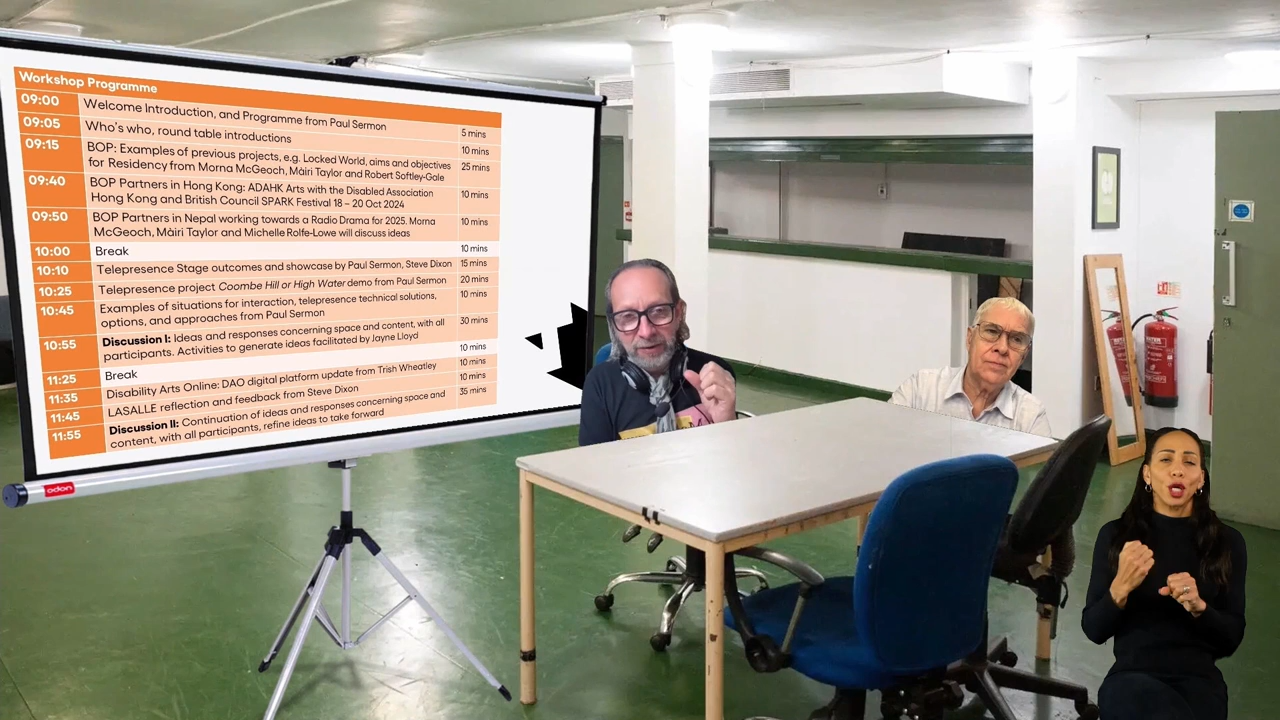 Workshop Programme
09:00 Welcome Introduction, and Programme from Paul Sermon 5 mins
09:05 Who's who, round table introductions 10 mins
09:15 BOP: Examples of previous projects, e.g. Locked World, aims and objectives 25 mins
for Residency from Morna McGeoch, Màiri Taylor and Robert Softley-Gale
09:40 BOP Partners in Hong Kong: ADAHK Arts with the Disabled Association 10 mins
Hong Kong and British Council SPARK Festival 18 – 20 Oct 2024
09:50 BOP Partners in Nepal working towards a Radio Drama for 2025. Morna 10 mins
McGeoch, Màiri Taylor and Michelle Rolfe-Lowe will discuss ideas
10:00 Break 10 mins
10:10 Telepresence Stage outcomes and showcase by Paul Sermon, Steve Dixon 15 mins
10:25 Telepresence project Coombe Hill or High Water demo from Paul Sermon 20 mins
10:45 Examples of situations for interaction, telepresence technical solutions, 10 mins
options, and approaches from Paul Sermon
10:55 Discussion I: Ideas and responses concerning space and content, with all 30 mins
participants. Activities to generate ideas facilitated by Jayne Lloyd
11:25 Break 10 mins
11:35 Disability Arts Online: DAO digital platform update from Trish Wheatley 10 mins
11:45 LASALLE reflection and feedback from Steve Dixon 10 mins
11:55 Discussion II: Continuation of ideas and responses concerning space and 35 mins
content, with all participants, refine ideas to take forward
odon